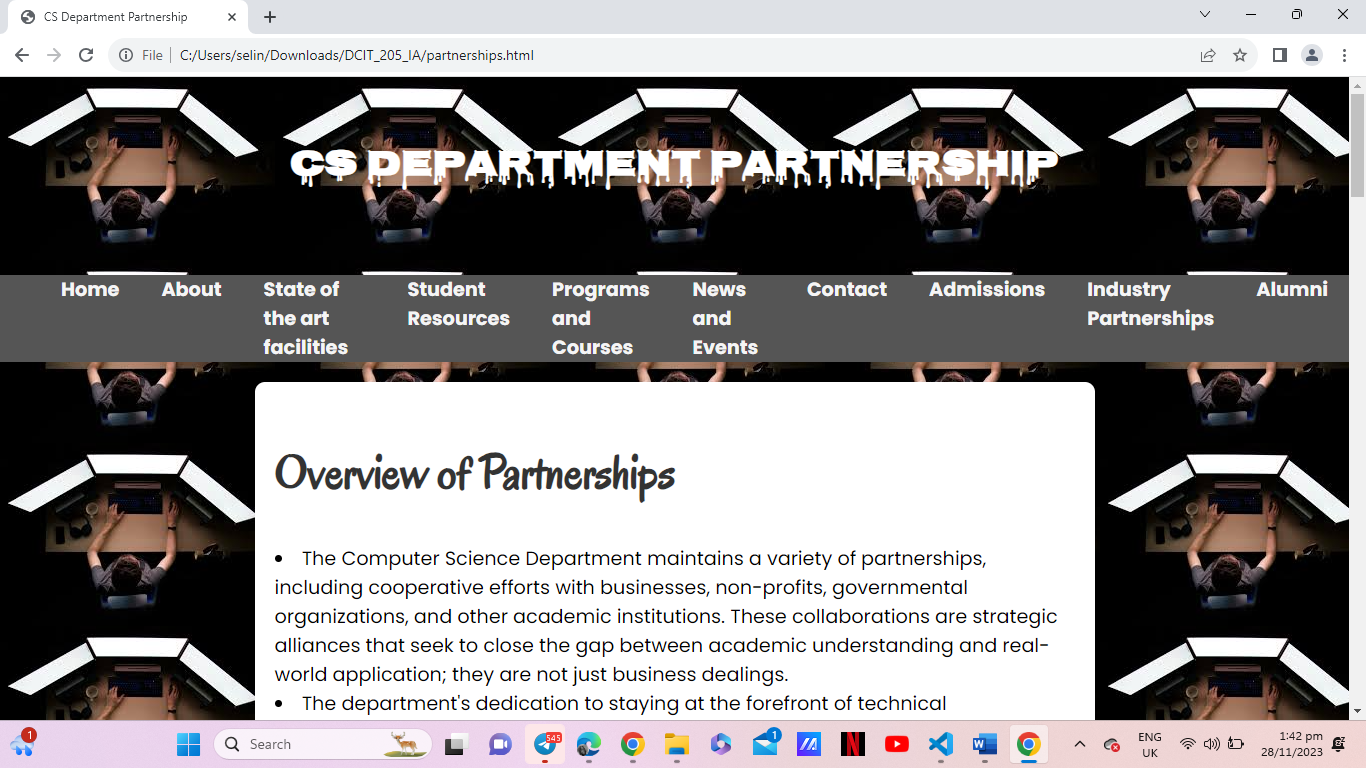 CS Department Partnership
File
C:/Users/selin/Downloads/DCIT_205_IA/partnerships.html
CS DEPARTMENT PARTNERSHIP
Home About State of the art facilities Student Resources Programs and Courses News and Events Contact Admissions Industry Partnerships Alumni
Overview of Partnerships
• The Computer Science Department maintains a variety of partnerships,
including cooperative efforts with businesses, non-profits, governmental
organizations, and other academic institutions. These collaborations are strategic
alliances that seek to close the gap between academic understanding and real-
world application; they are not just business dealings.
• The department's dedication to staying at the forefront of technical
1
Search
545
1
N
W
ENG
UK
1:42 pm
28/11/2023